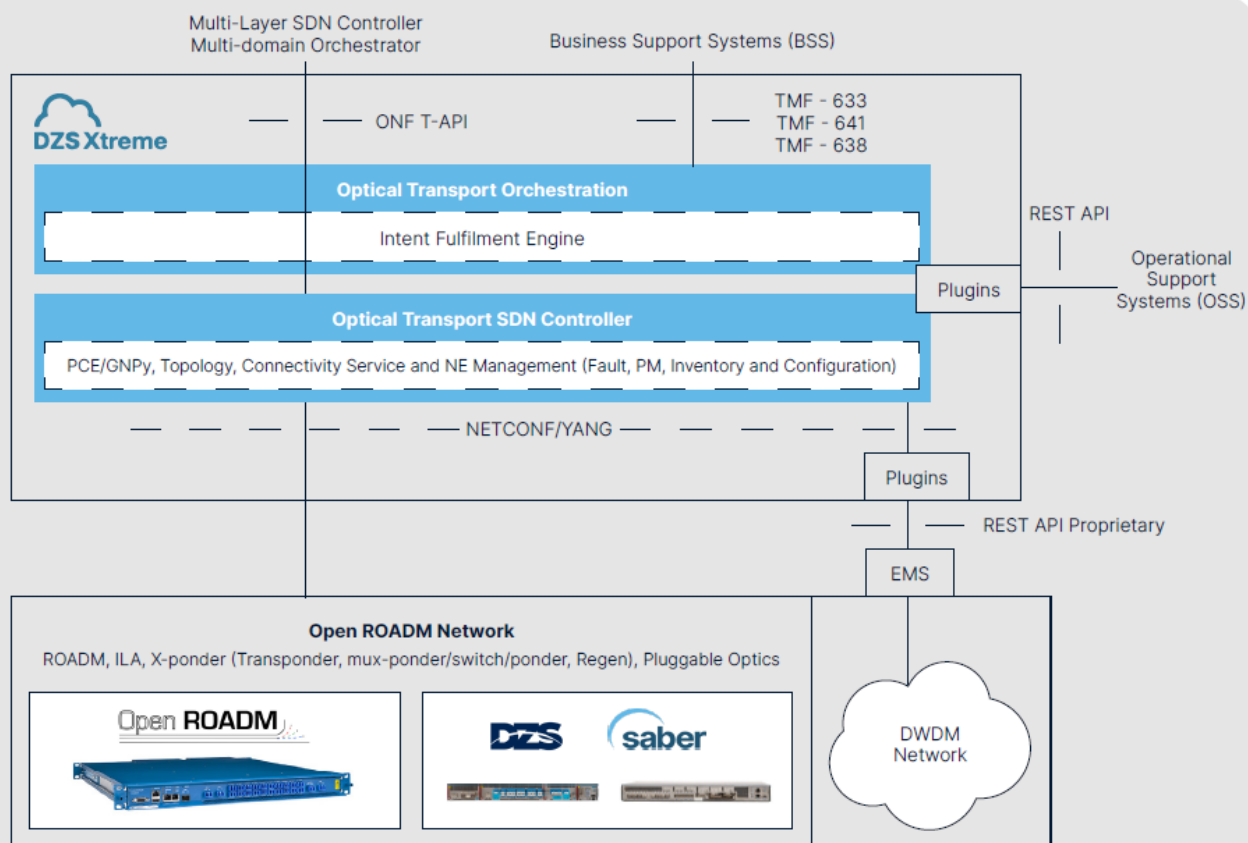 Multi-Layer SDN Controller
Multi-domain Orchestrator
Business Support Systems (BSS)
DZS Xtreme
ONF T-API
TMF - 633
TMF - 641
TMF - 638
Optical Transport Orchestration
Intent Fulfilment Engine
REST API
Operational
Support
Systems (OSS)
Plugins
Optical Transport SDN Controller
PCE/GNPy, Topology, Connectivity Service and NE Management (Fault, PM, Inventory and Configuration)
NETCONF/YANG
Plugins
REST API Proprietary
EMS
Open ROADM Network
ROADM, ILA, X-ponder (Transponder, mux-ponder/switch/ponder, Regen), Pluggable Optics
Open ROADM
DZS
saber
DWDM
Network